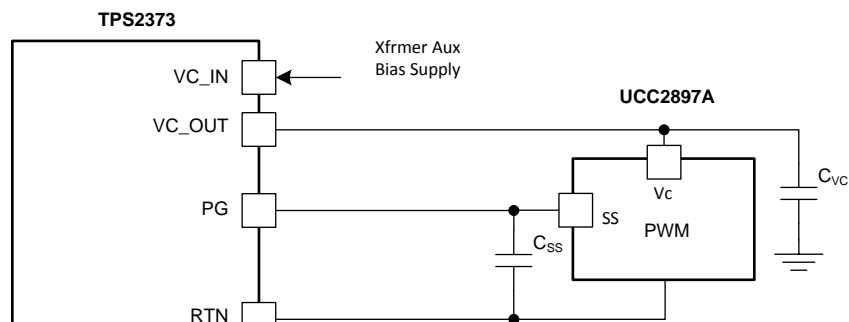 TPS2373
Xfrmer Aux
Bias Supply
VC_IN
UCC2897A
VC_OUT
Vc
CVC
PG
SS
PWM
CSS
RTN